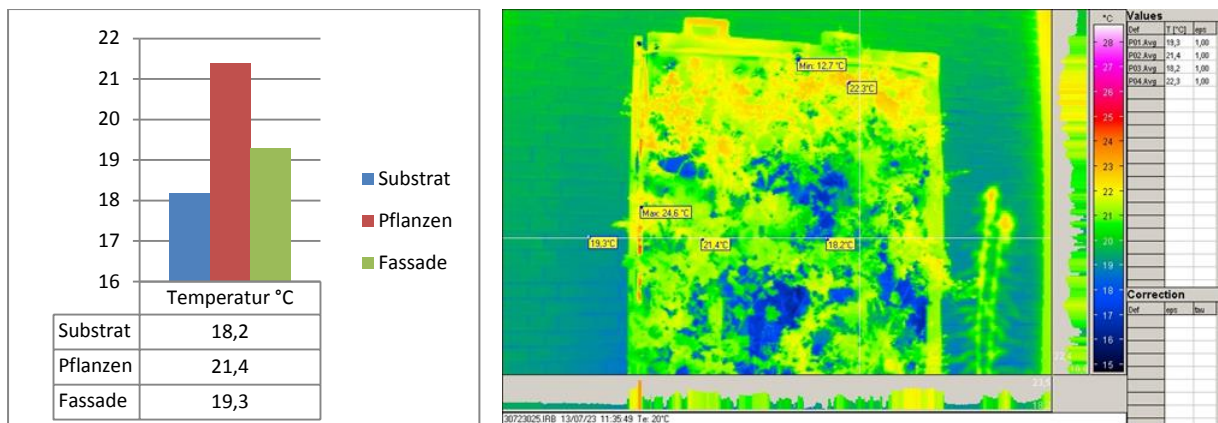 22
21
20
19
18
17
16
Temperatur °C
Substrat 18,2
Pflanzen 21,4
Fassade 19,3
Substrat
Pflanzen
Fassade
Min: 12,7 °C
22,3°C
Max: 24,6 °C
19,3°C
21,4°C
18,2°C
°C
28
27
26
25
24
23
22
21
20
19
18
17
16
15
Values
Def T [°C] eps
P01.Avg 19,3 1,00
P02.Avg 21,4 1,00
P03.Avg 18,2 1,00
P04.Avg 22,3 1,00
Correction
Def eps tau
30723025.IRB 13/07/23 11:35:49 Te: 20°C